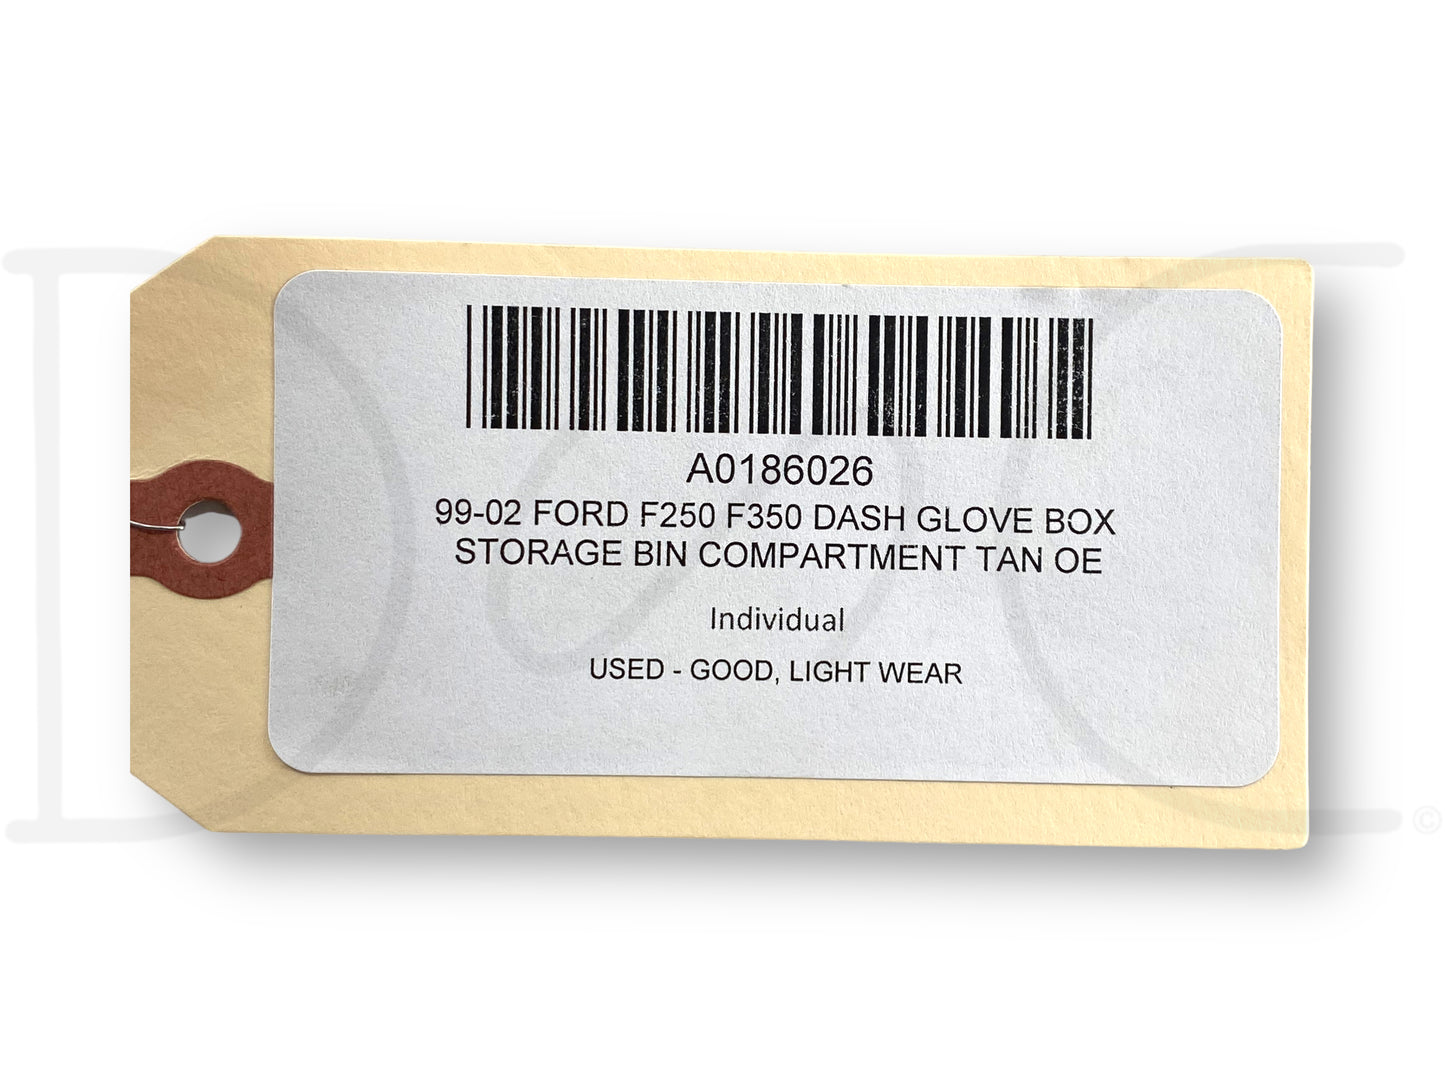 A0186026
99-02 FORD F250 F350 DASH GLOVE BOX
STORAGE BIN COMPARTMENT TAN OE
Individual
USED - GOOD, LIGHT WEAR
©